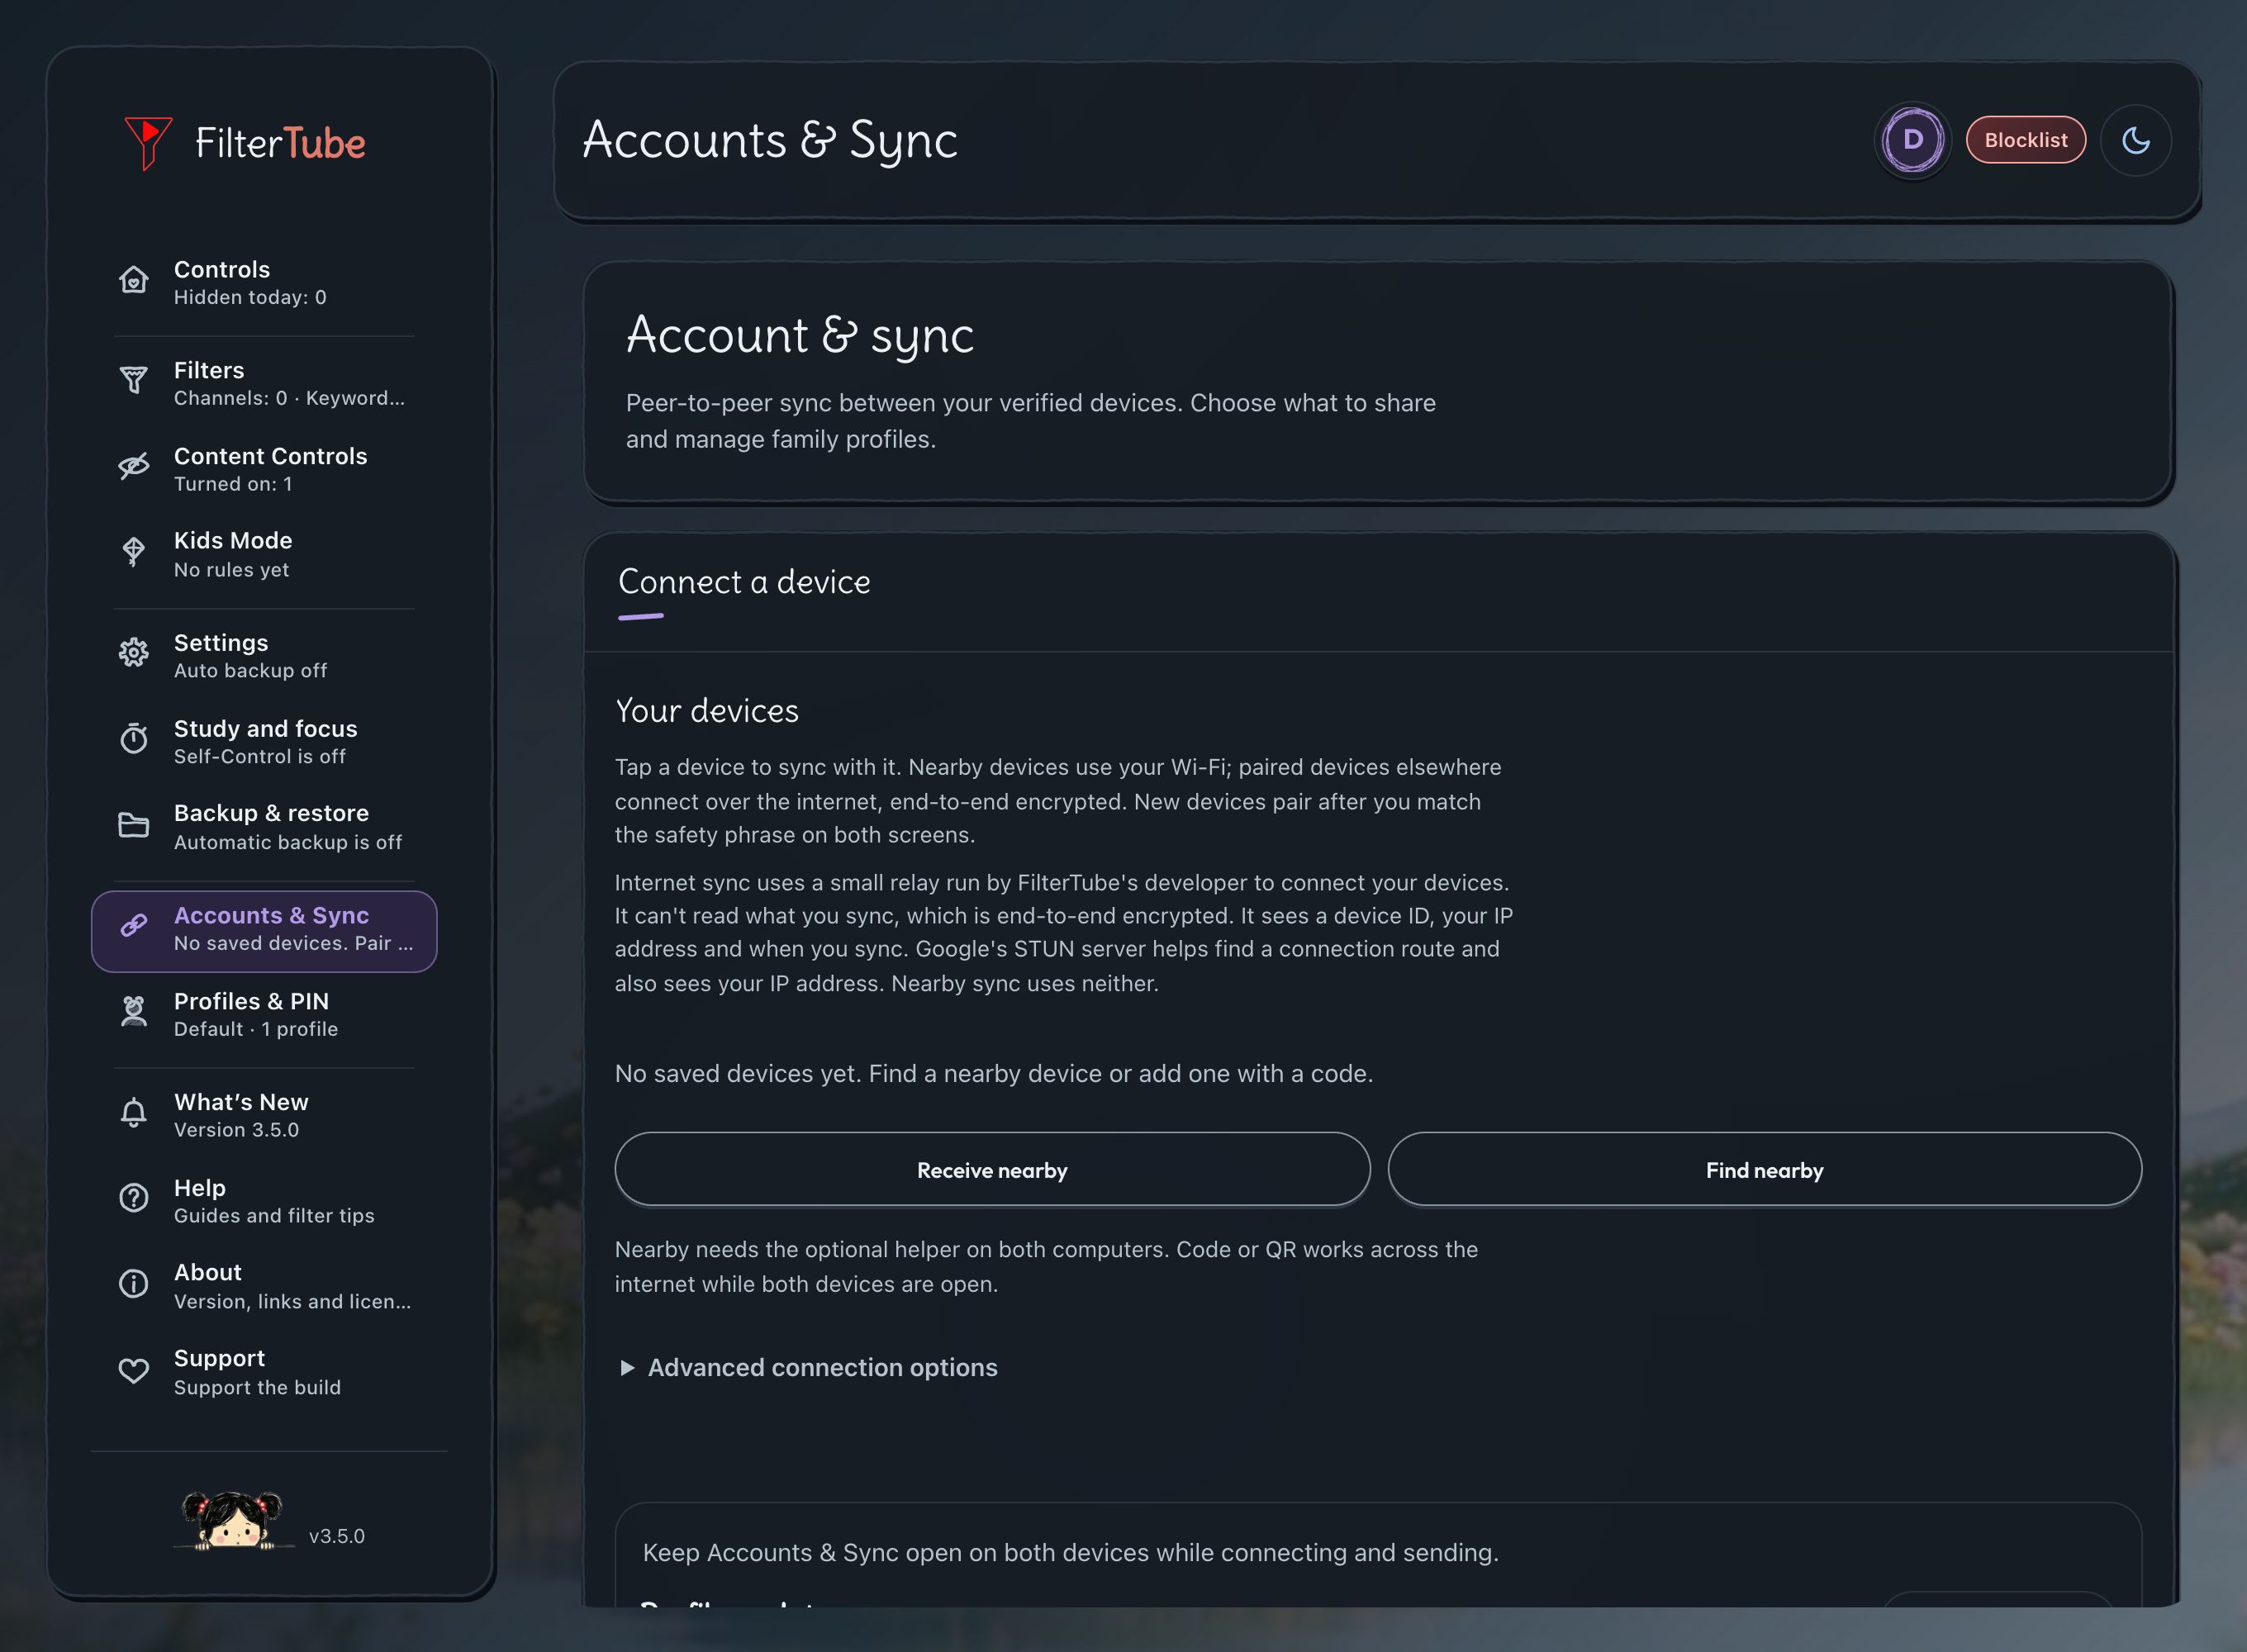 FilterTube
Controls
Hidden today: 0
Filters
Channels: 0 · Keyword...
Content Controls
Turned on: 1
Kids Mode
No rules yet
Settings
Auto backup off
Study and focus
Self-Control is off
Backup & restore
Automatic backup is off
Accounts & Sync
No saved devices. Pair ...
Profiles & PIN
Default · 1 profile
What’s New
Version 3.5.0
Help
Guides and filter tips
About
Version, links and licen...
Support
Support the build
v3.5.0
Accounts & Sync
D
Blocklist
Account & sync
Peer-to-peer sync between your verified devices. Choose what to share
and manage family profiles.
Connect a device
Your devices
Tap a device to sync with it. Nearby devices use your Wi-Fi; paired devices elsewhere
connect over the internet, end-to-end encrypted. New devices pair after you match
the safety phrase on both screens.
Internet sync uses a small relay run by FilterTube's developer to connect your devices.
It can't read what you sync, which is end-to-end encrypted. It sees a device ID, your IP
address and when you sync. Google's STUN server helps find a connection route and
also sees your IP address. Nearby sync uses neither.
No saved devices yet. Find a nearby device or add one with a code.
Receive nearby
Find nearby
Nearby needs the optional helper on both computers. Code or QR works across the
internet while both devices are open.
Advanced connection options
Keep Accounts & Sync open on both devices while connecting and sending.